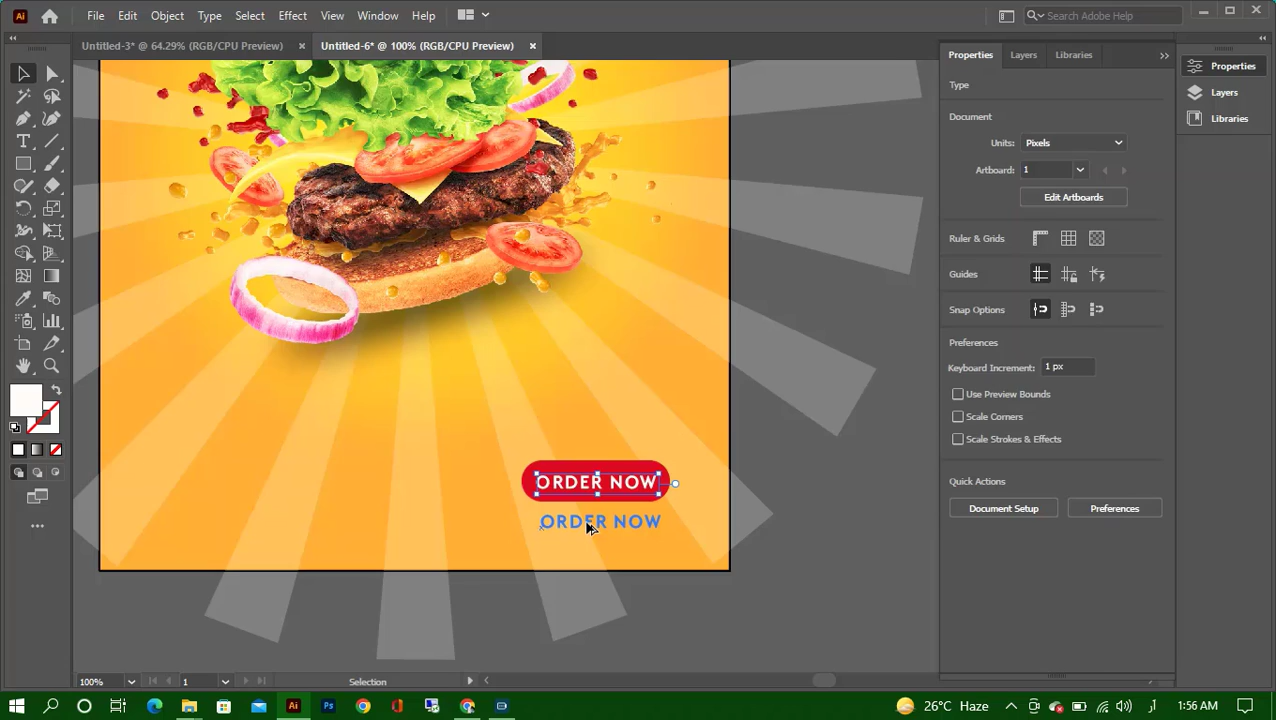 Ai
File
Edit
Object
Type
Select
Effect
View
Window
Help
Search Adobe Help
Untitled-3* @ 64.29% (RGB/CPU Preview)
Untitled-6* @ 100% (RGB/CPU Preview)
Properties
Layers
Libraries
Properties
Layers
Libraries
Type
Document
Units:
Pixels
Artboard:
1
Edit Artboards
Ruler & Grids
Guides
Snap Options
Preferences
Keyboard Increment:
1 px
Use Preview Bounds
Scale Corners
Scale Strokes & Effects
Quick Actions
Document Setup
Preferences
ORDER NOW
ORDER NOW
100%
1
Selection
Ai
Ps
26°C Haze
1:56 AM